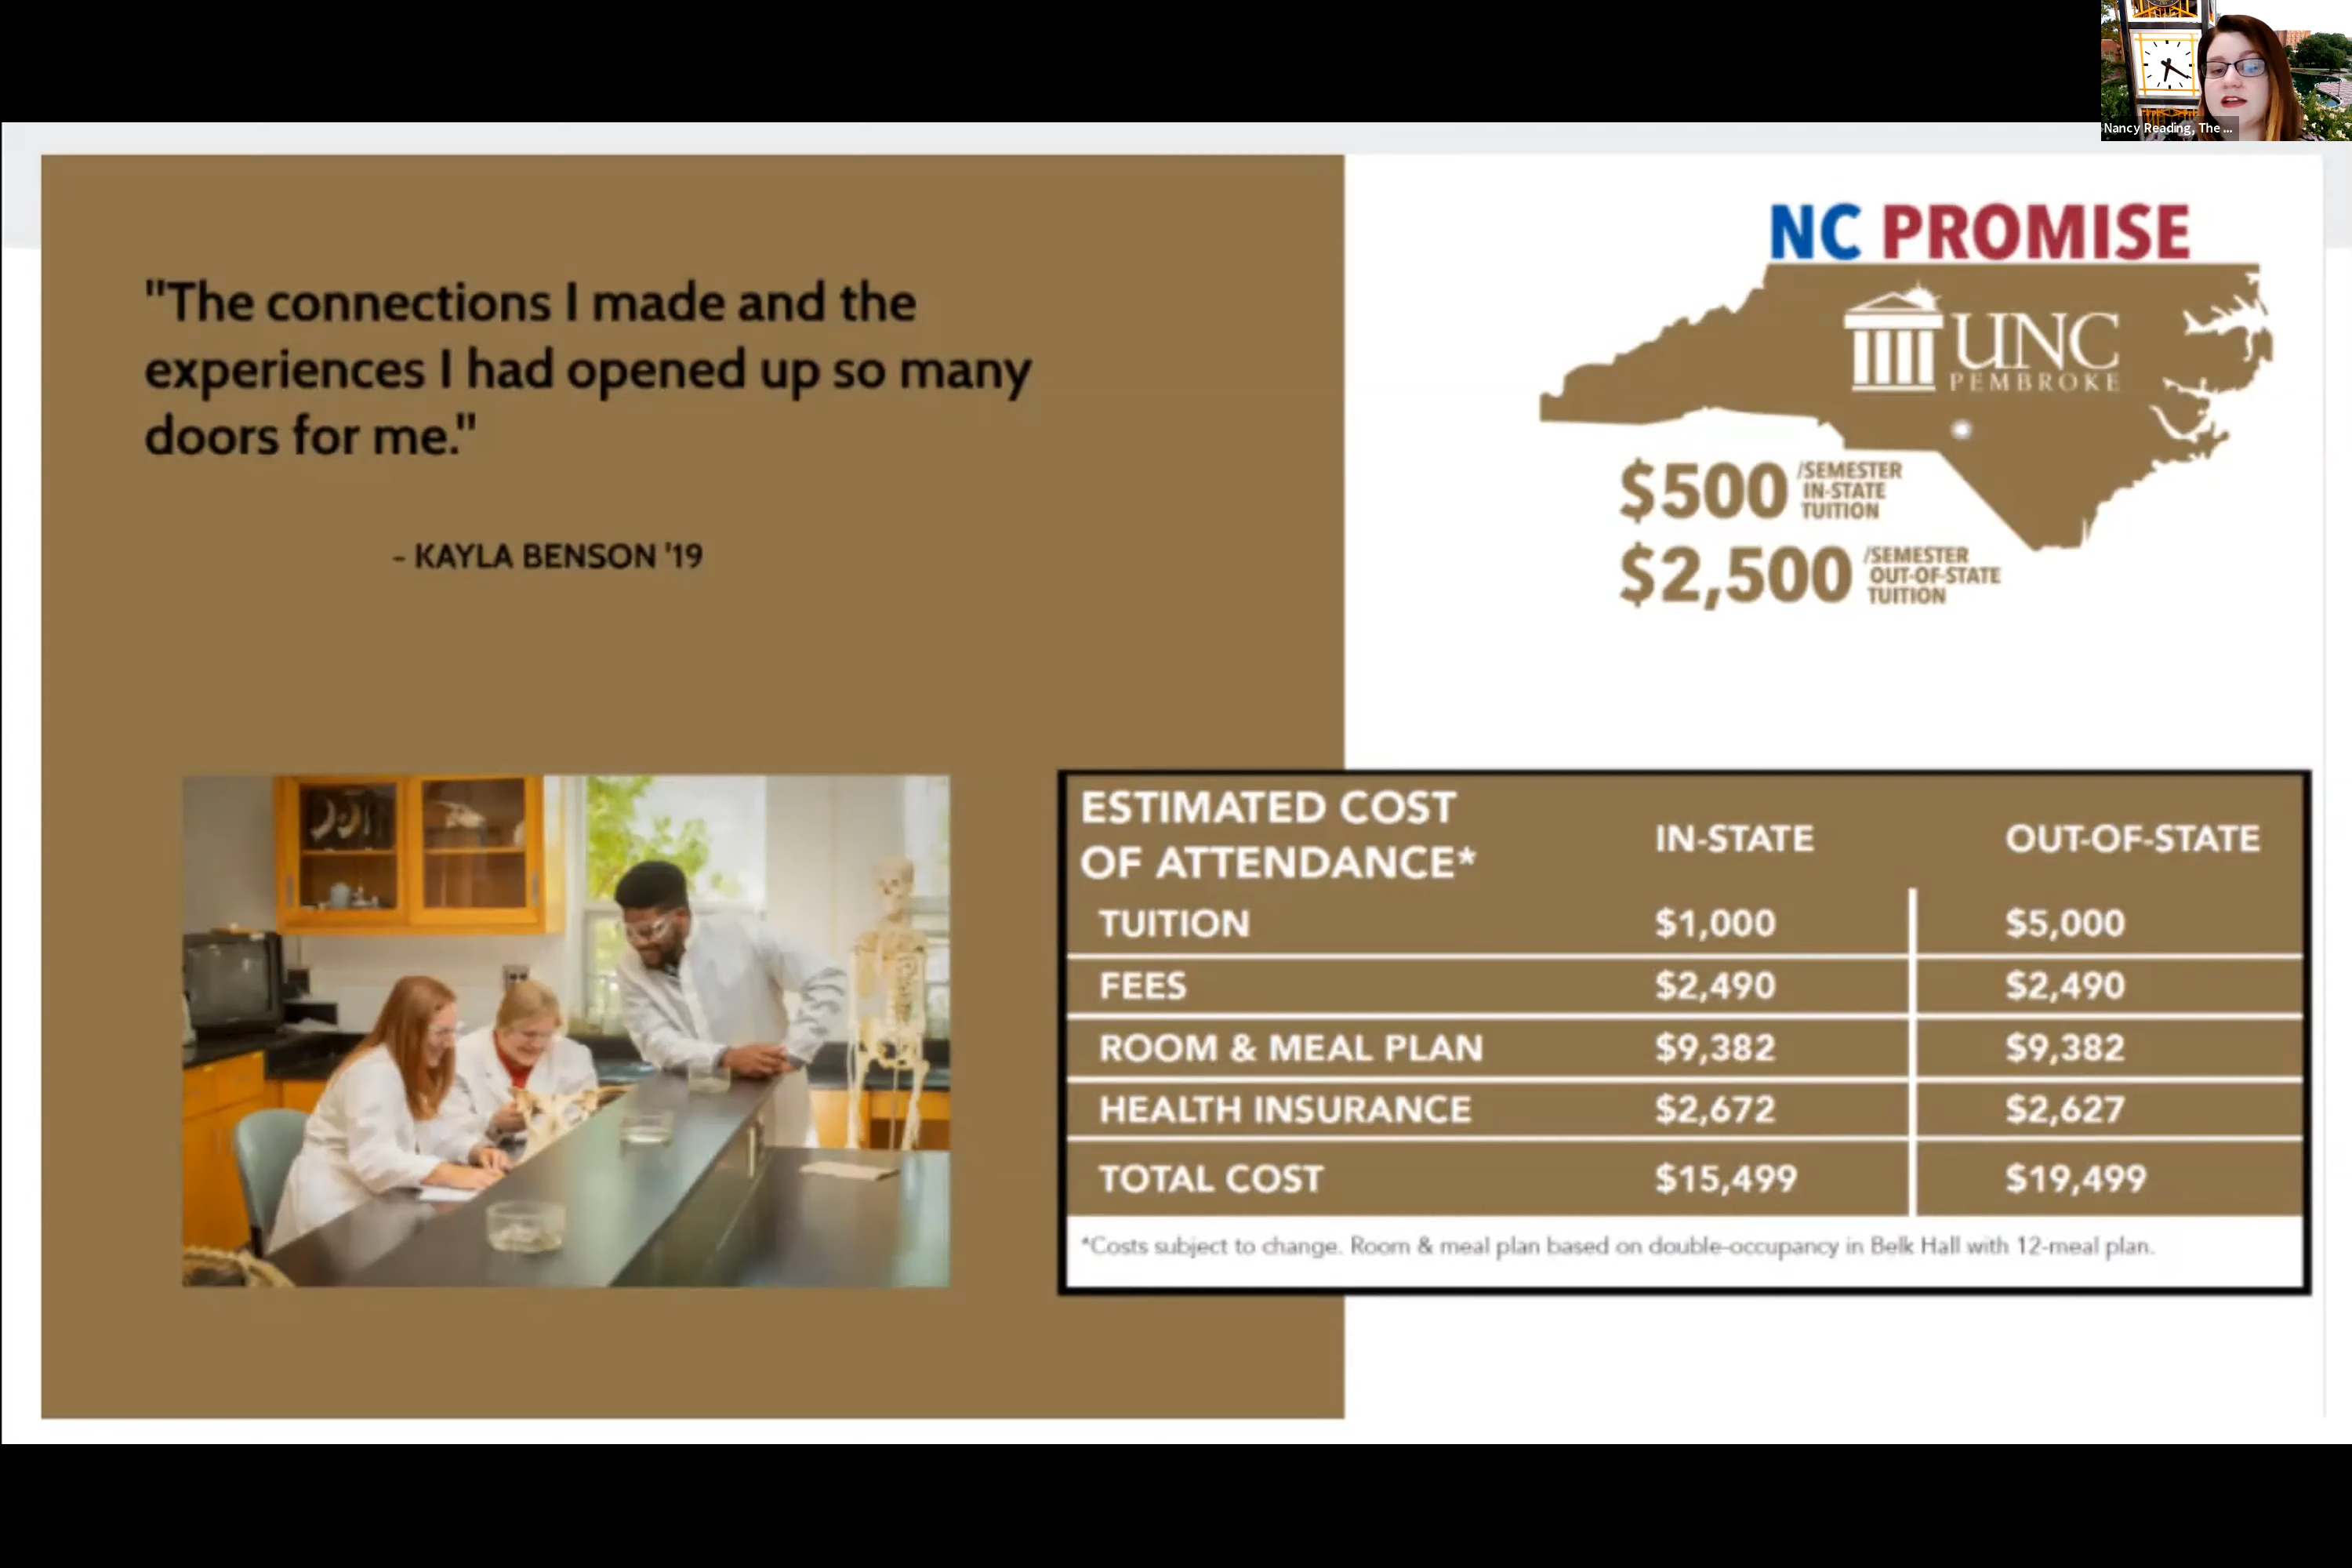 Nancy Reading, The ...
"The connections I made and the
experiences I had opened up so many
doors for me."
- KAYLA BENSON '19
NC PROMISE
UNC
PEMBROKE
$500 /SEMESTER
IN-STATE
TUITION
$2,500 /SEMESTER
OUT-OF-STATE
TUITION
ESTIMATED COST
OF ATTENDANCE* IN-STATE OUT-OF-STATE
TUITION $1,000 $5,000
FEES $2,490 $2,490
ROOM & MEAL PLAN $9,382 $9,382
HEALTH INSURANCE $2,672 $2,627
TOTAL COST $15,499 $19,499
*Costs subject to change. Room & meal plan based on double-occupancy in Belk Hall with 12-meal plan.